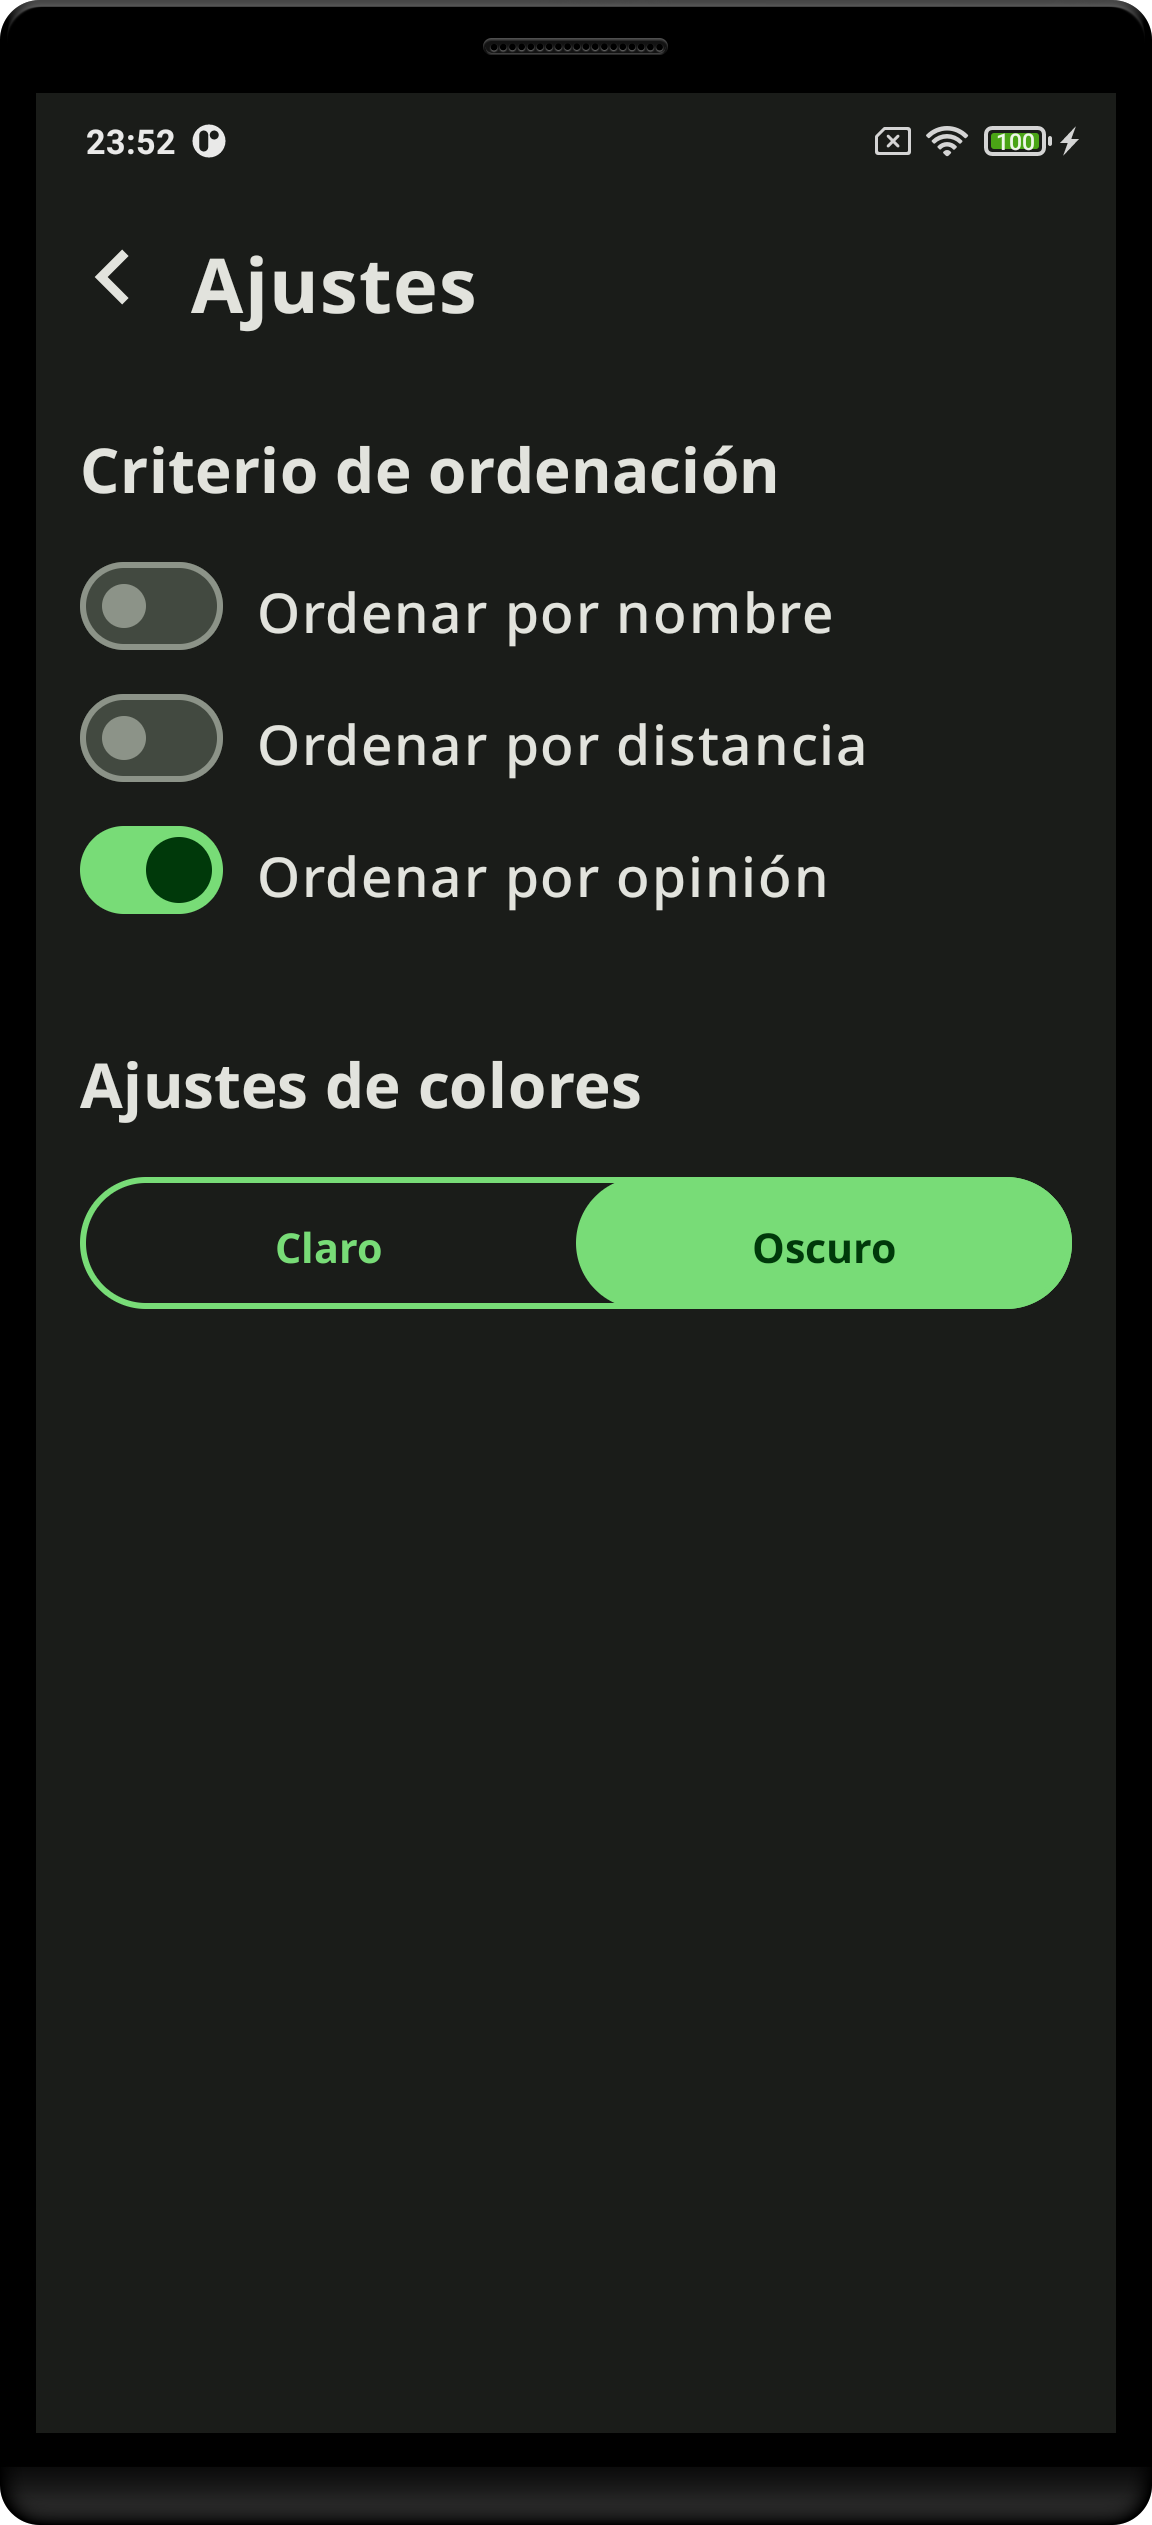 23:52
100
Ajustes
Criterio de ordenación
Ordenar por nombre
Ordenar por distancia
Ordenar por opinión
Ajustes de colores
Claro
Oscuro